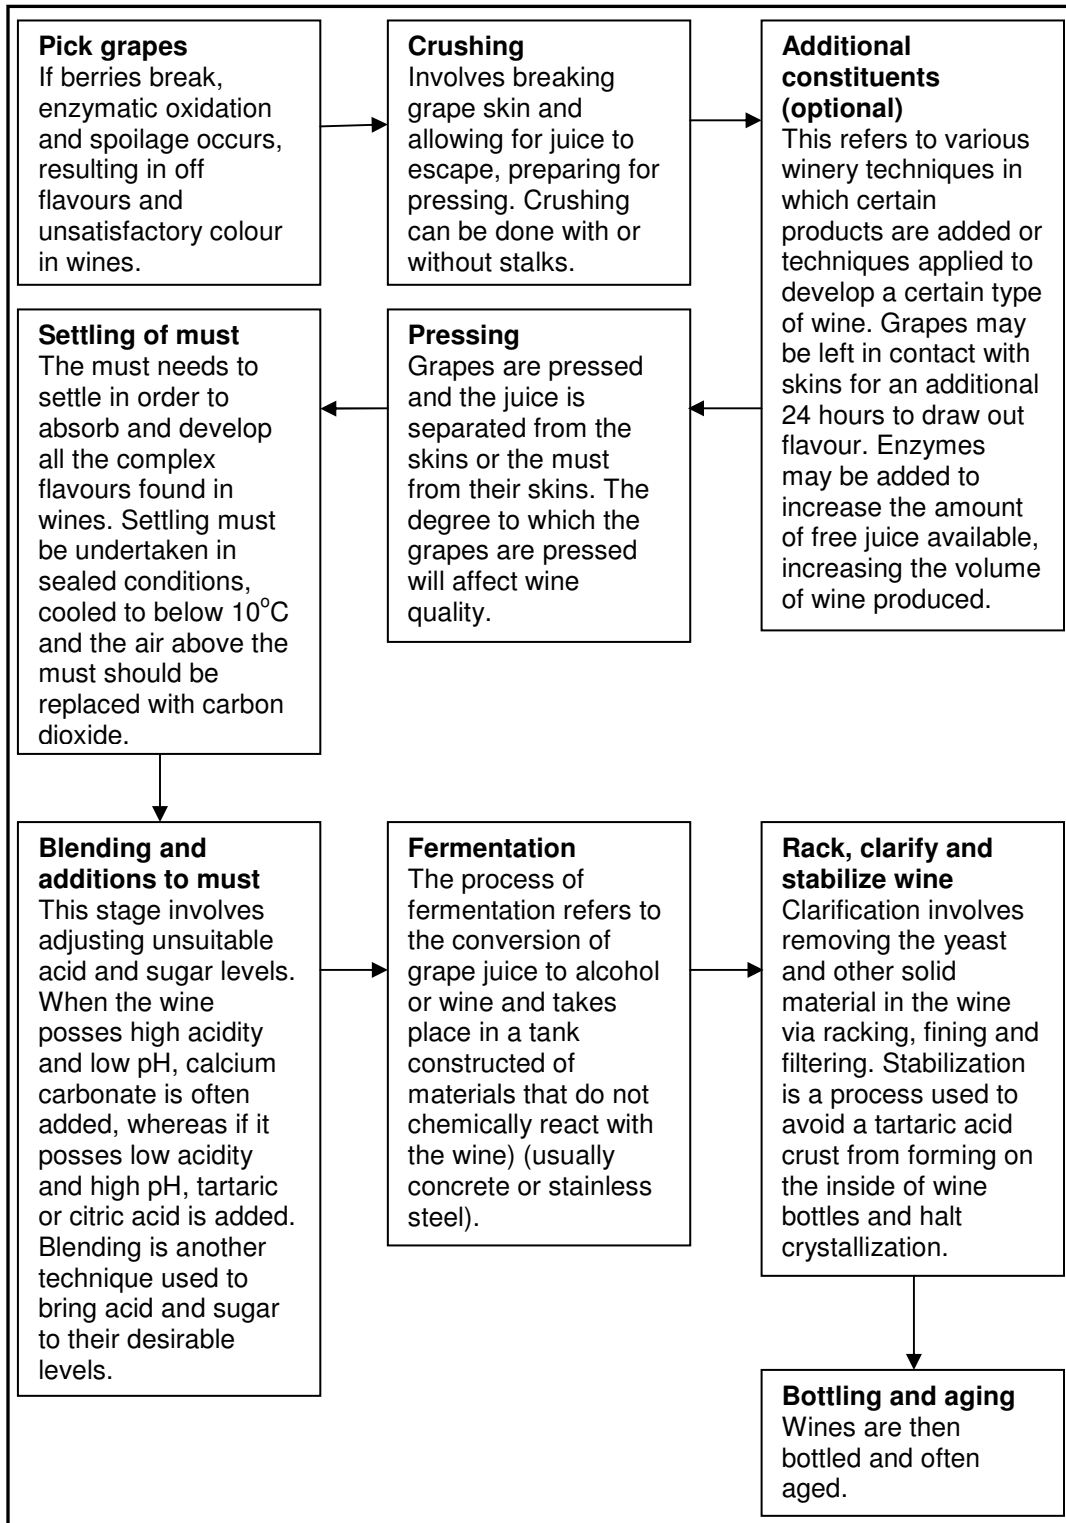 Pick grapes
If berries break,
enzymatic oxidation
and spoilage occurs,
resulting in off
flavours and
unsatisfactory colour
in wines.
Crushing
Involves breaking
grape skin and
allowing for juice to
escape, preparing for
pressing. Crushing
can be done with or
without stalks.
Additional
constituents
(optional)
This refers to various
winery techniques in
which certain
products are added or
techniques applied to
develop a certain type
of wine. Grapes may
be left in contact with
skins for an additional
24 hours to draw out
flavour. Enzymes
may be added to
increase the amount
of free juice available,
increasing the volume
of wine produced.
Pressing
Grapes are pressed
and the juice is
separated from the
skins or the must
from their skins. The
degree to which the
grapes are pressed
will affect wine
quality.
Settling of must
The must needs to
settle in order to
absorb and develop
all the complex
flavours found in
wines. Settling must
be undertaken in
sealed conditions,
cooled to below 10°C
and the air above the
must should be
replaced with carbon
dioxide.
Blending and
additions to must
This stage involves
adjusting unsuitable
acid and sugar levels.
When the wine
posses high acidity
and low pH, calcium
carbonate is often
added, whereas if it
posses low acidity
and high pH, tartaric
or citric acid is added.
Blending is another
technique used to
bring acid and sugar
to their desirable
levels.
Fermentation
The process of
fermentation refers to
the conversion of
grape juice to alcohol
or wine and takes
place in a tank
constructed of
materials that do not
chemically react with
the wine) (usually
concrete or stainless
steel).
Rack, clarify and
stabilize wine
Clarification involves
removing the yeast
and other solid
material in the wine
via racking, fining and
filtering. Stabilization
is a process used to
avoid a tartaric acid
crust from forming on
the inside of wine
bottles and halt
crystallization.
Bottling and aging
Wines are then
bottled and often
aged.